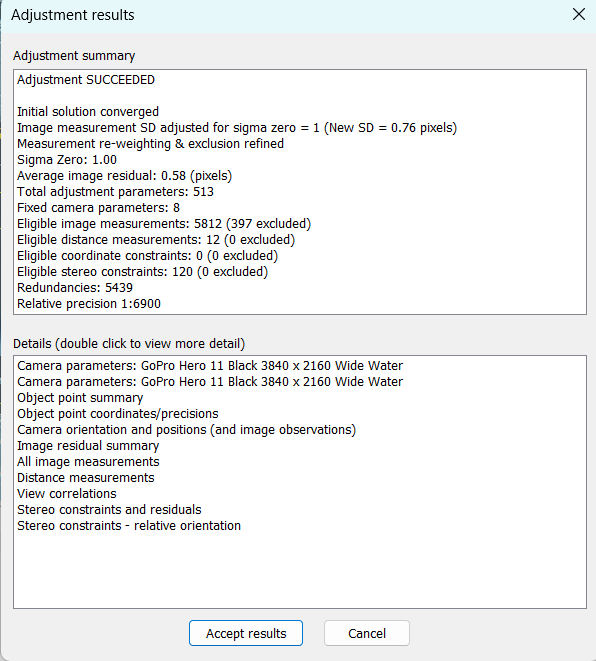 Adjustment results
Adjustment summary
Adjustment SUCCEEDED
Initial solution converged
Image measurement SD adjusted for sigma zero = 1 (New SD = 0.76 pixels)
Measurement re-weighting & exclusion refined
Sigma Zero: 1.00
Average image residual: 0.58 (pixels)
Total adjustment parameters: 513
Fixed camera parameters: 8
Eligible image measurements: 5812 (397 excluded)
Eligible distance measurements: 12 (0 excluded)
Eligible coordinate constraints: 0 (0 excluded)
Eligible stereo constraints: 120 (0 excluded)
Redundancies: 5439
Relative precision 1:6900
Details (double click to view more detail)
Camera parameters: GoPro Hero 11 Black 3840 x 2160 Wide Water
Camera parameters: GoPro Hero 11 Black 3840 x 2160 Wide Water
Object point summary
Object point coordinates/precisions
Camera orientation and positions (and image observations)
Image residual summary
All image measurements
Distance measurements
View correlations
Stereo constraints and residuals
Stereo constraints - relative orientation
Accept results
Cancel